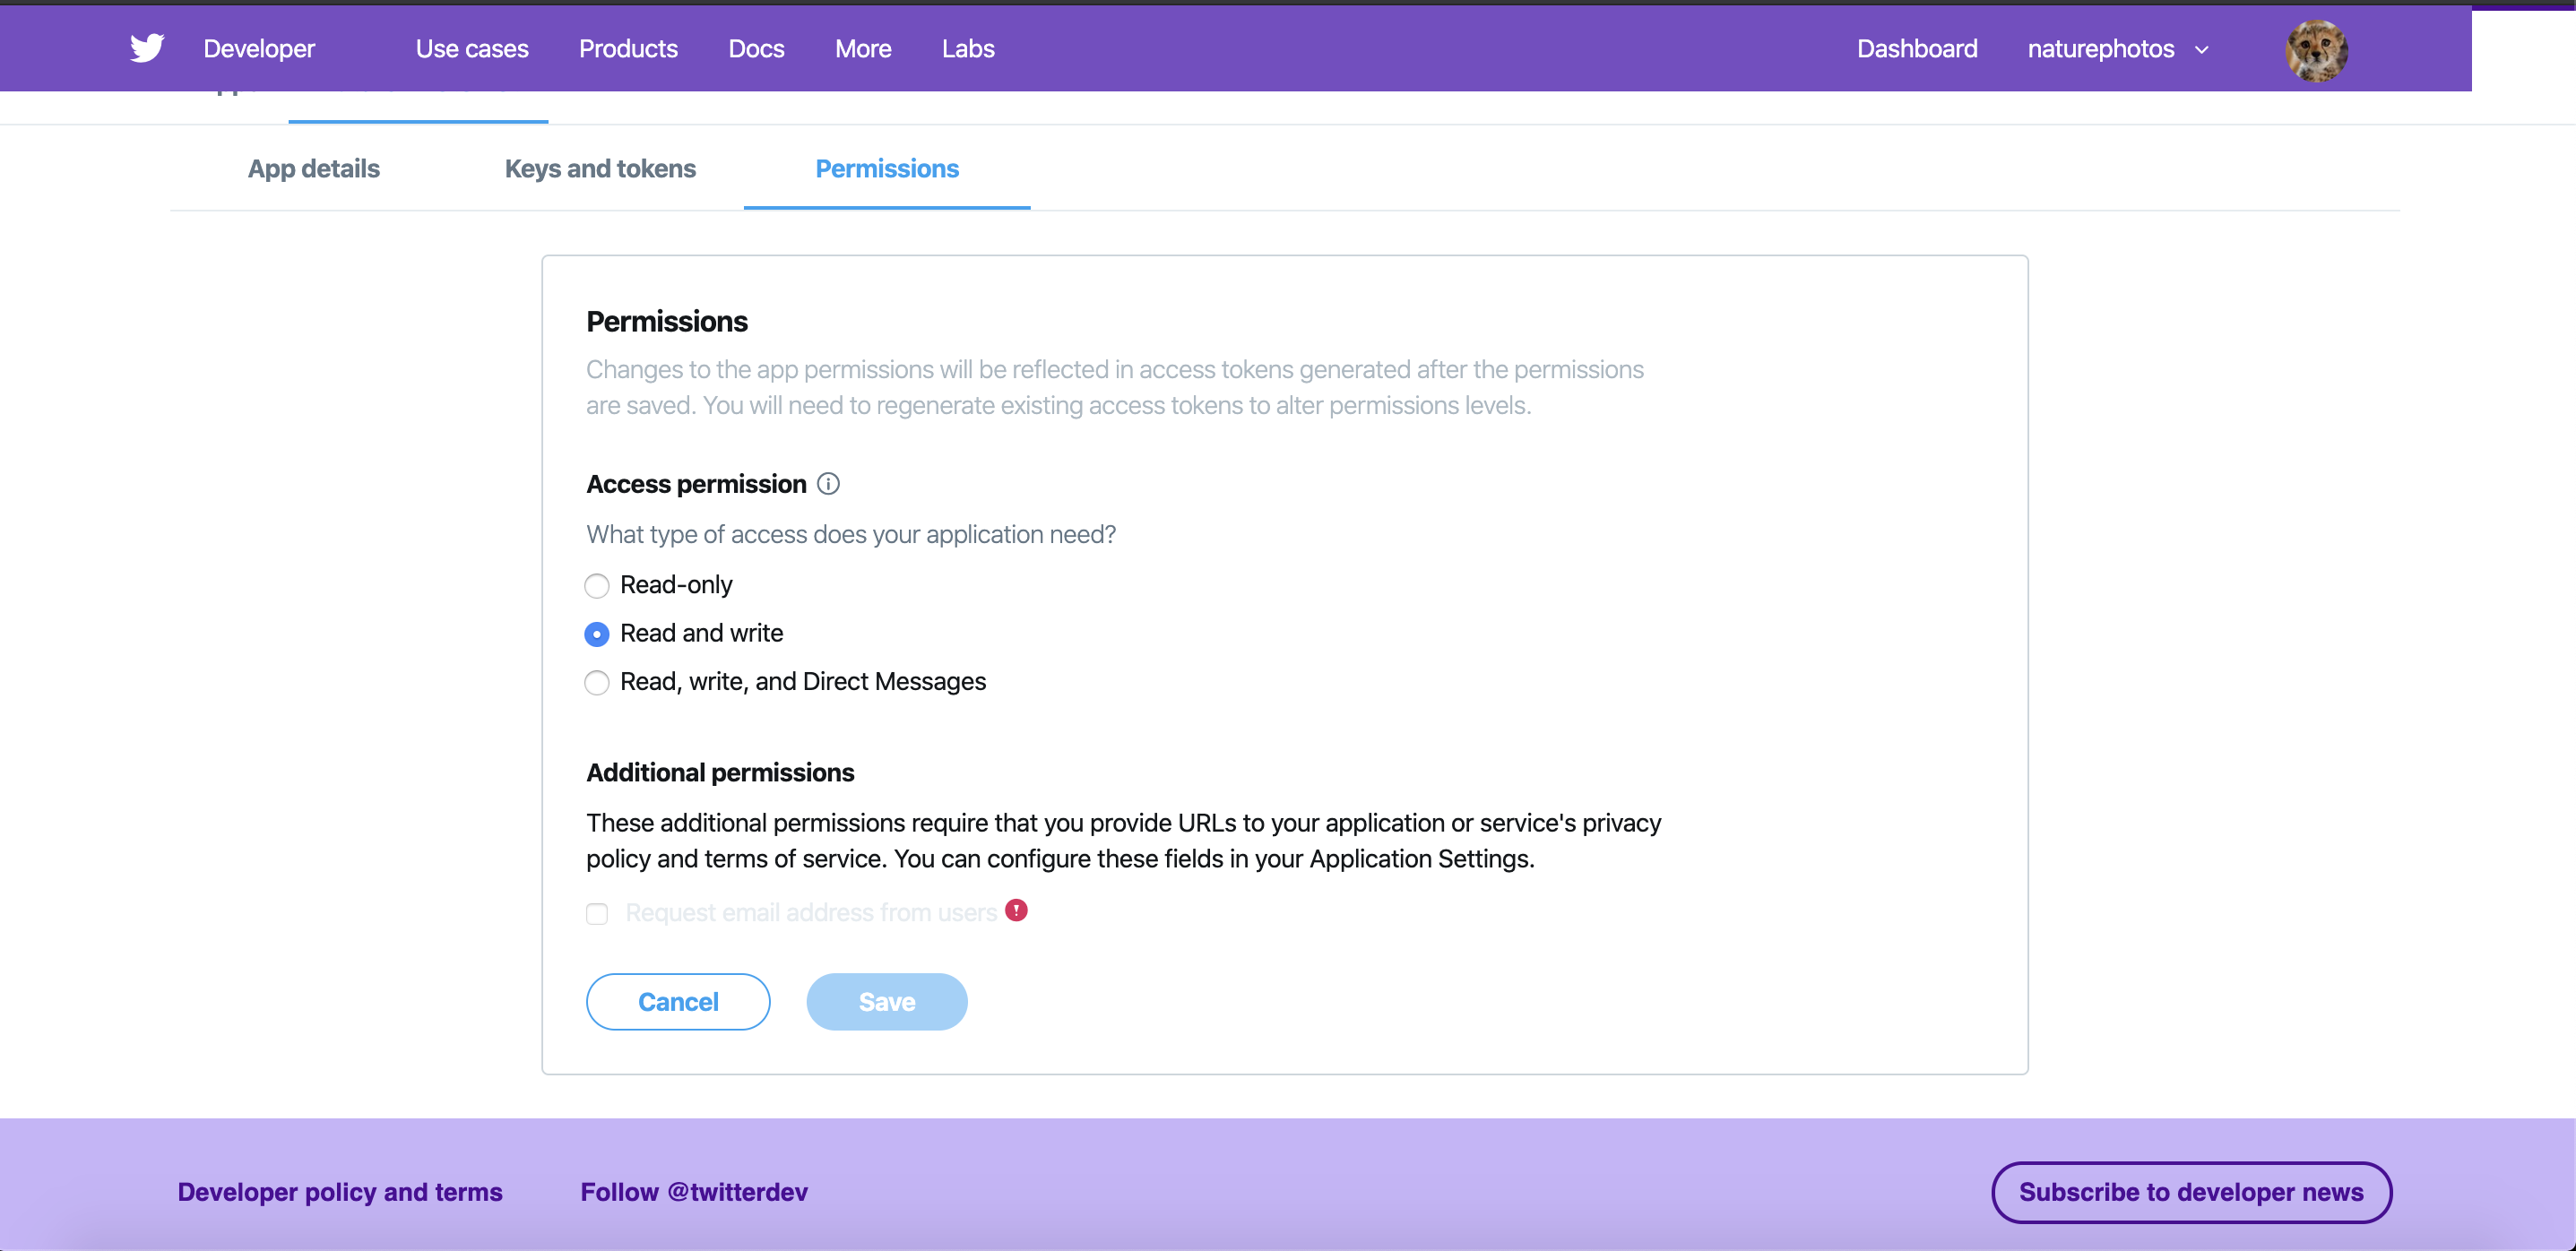 Developer Use cases Products Docs More Labs Dashboard naturephotos
App details Keys and tokens Permissions
Permissions
Changes to the app permissions will be reflected in access tokens generated after the permissions
are saved. You will need to regenerate existing access tokens to alter permissions levels.
Access permission
What type of access does your application need?
Read-only
Read and write
Read, write, and Direct Messages
Additional permissions
These additional permissions require that you provide URLs to your application or service's privacy
policy and terms of service. You can configure these fields in your Application Settings.
Request email address from users
Cancel Save
Developer policy and terms Follow @twitterdev Subscribe to developer news